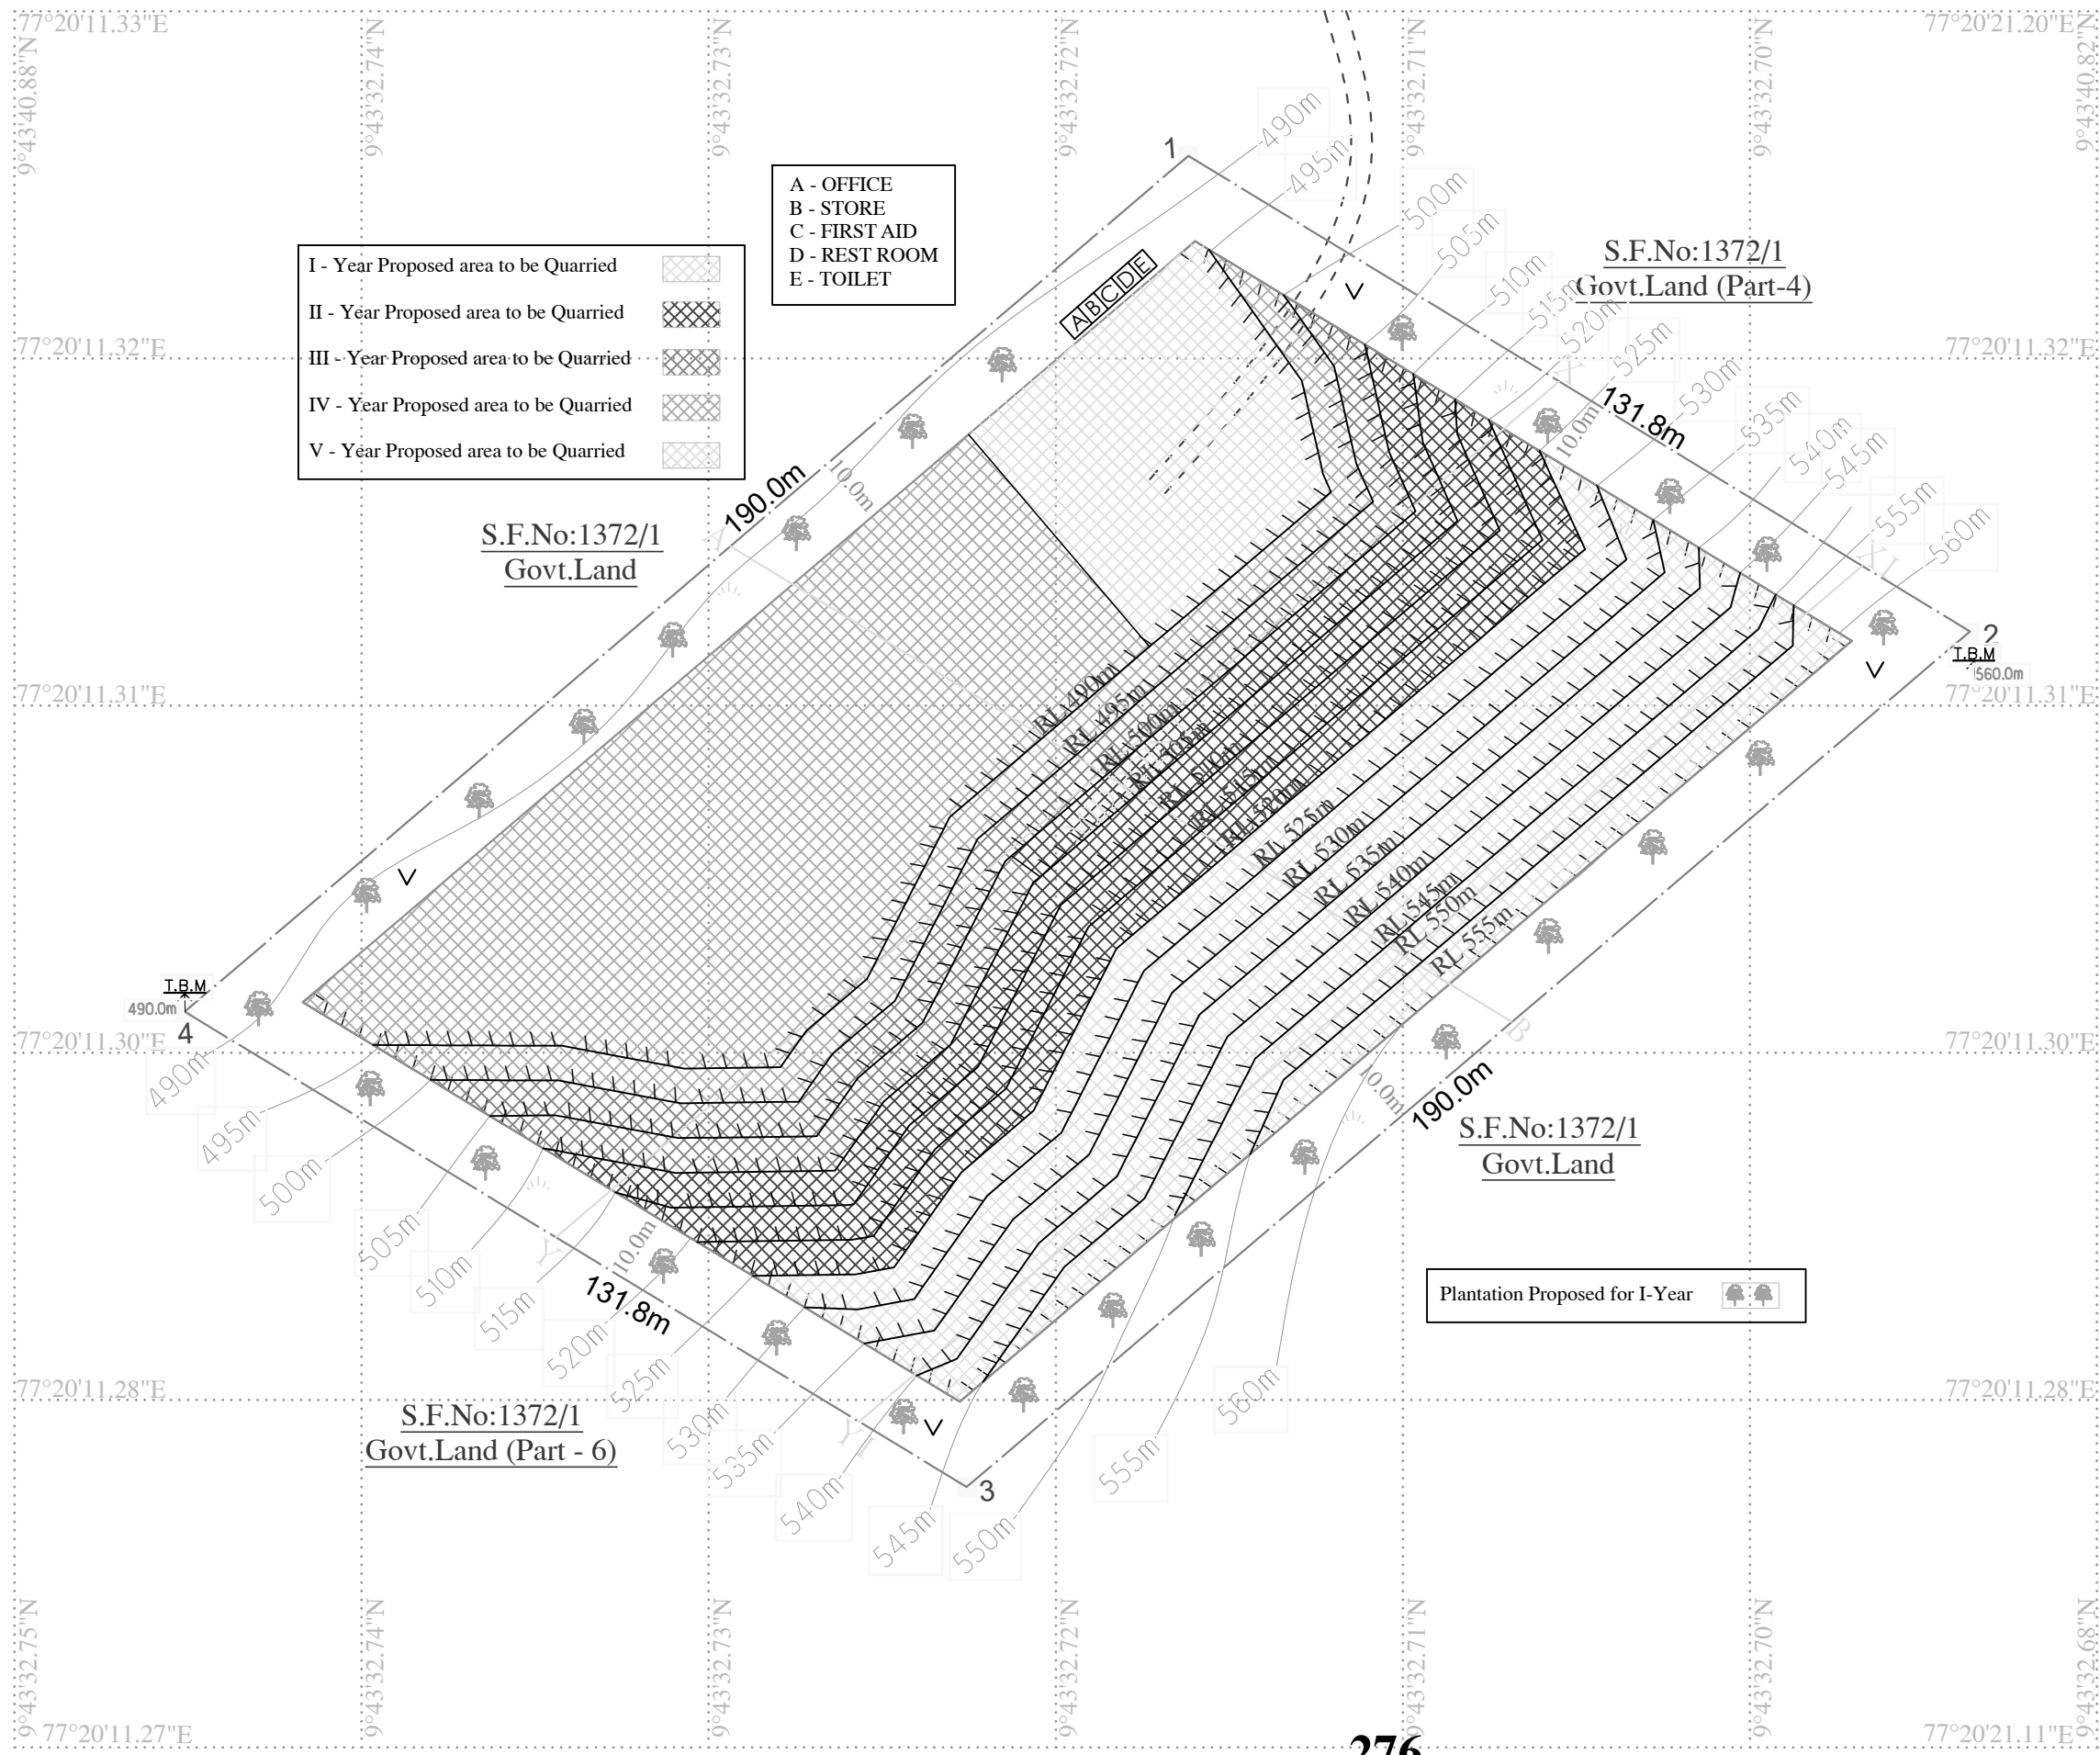 77°20'11.33"E
77°20'21.20"E
9°43'40.88"N
9°43'32.74"N
9°43'32.73"N
9°43'32.72"N
9°43'32.71"N
9°43'32.70"N
9°43'40.82"N
A - OFFICE
B - STORE
C - FIRST AID
D - REST ROOM
E - TOILET
I - Year Proposed area to be Quarried
II - Year Proposed area to be Quarried
III - Year Proposed area to be Quarried
IV - Year Proposed area to be Quarried
V - Year Proposed area to be Quarried
1
490m
495m
500m
505m
510m
515m
520m
525m
530m
535m
540m
545m
555m
560m
S.F.No:1372/1
Govt.Land (Part-4)
A B C D E
77°20'11.32"E
77°20'11.32"E
X
131.8m
10.0m
190.0m
10.0m
S.F.No:1372/1
Govt.Land
2
T.B.M
560.0m
77°20'11.31"E
77°20'11.31"E
RL 490m
RL 495m
RL 500m
RL 505m
RL 510m
RL 515m
RL 520m
RL 525m
RL 530m
RL 535m
RL 540m
RL 545m
RL 550m
RL 555m
T.B.M
490.0m
4
77°20'11.30"E
77°20'11.30"E
B
10.0m
190.0m
S.F.No:1372/1
Govt.Land
490m
495m
500m
505m
510m
515m
520m
525m
530m
535m
540m
545m
550m
555m
560m
Y
10.0m
131.8m
Plantation Proposed for I-Year
77°20'11.28"E
77°20'11.28"E
S.F.No:1372/1
Govt.Land (Part - 6)
3
9°43'32.75"N
9°43'32.74"N
9°43'32.73"N
9°43'32.72"N
9°43'32.71"N
9°43'32.70"N
9°43'32.68"N
77°20'11.27"E
77°20'21.11"E
276